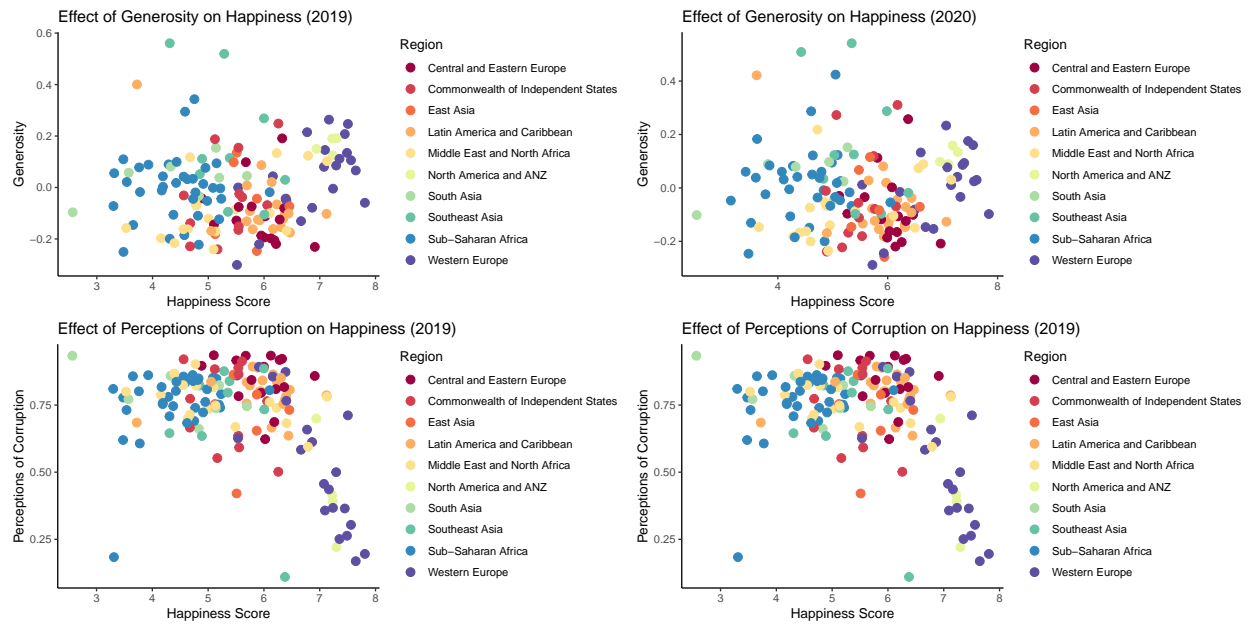 Effect of Generosity on Happiness (2019)
0.6
0.4
0.2
0.0
−0.2
Generosity
3 4 5 6 7 8
Happiness Score
Region
Central and Eastern Europe
Commonwealth of Independent States
East Asia
Latin America and Caribbean
Middle East and North Africa
North America and ANZ
South Asia
Southeast Asia
Sub−Saharan Africa
Western Europe
Effect of Generosity on Happiness (2020)
0.4
0.2
0.0
−0.2
Generosity
4 5 6 7 8
Happiness Score
Region
Central and Eastern Europe
Commonwealth of Independent States
East Asia
Latin America and Caribbean
Middle East and North Africa
North America and ANZ
South Asia
Southeast Asia
Sub−Saharan Africa
Western Europe
Effect of Perceptions of Corruption on Happiness (2019)
0.75
0.50
0.25
Perceptions of Corruption
3 4 5 6 7 8
Happiness Score
Region
Central and Eastern Europe
Commonwealth of Independent States
East Asia
Latin America and Caribbean
Middle East and North Africa
North America and ANZ
South Asia
Southeast Asia
Sub−Saharan Africa
Western Europe
Effect of Perceptions of Corruption on Happiness (2019)
0.75
0.50
0.25
Perceptions of Corruption
3 4 5 6 7 8
Happiness Score
Region
Central and Eastern Europe
Commonwealth of Independent States
East Asia
Latin America and Caribbean
Middle East and North Africa
North America and ANZ
South Asia
Southeast Asia
Sub−Saharan Africa
Western Europe